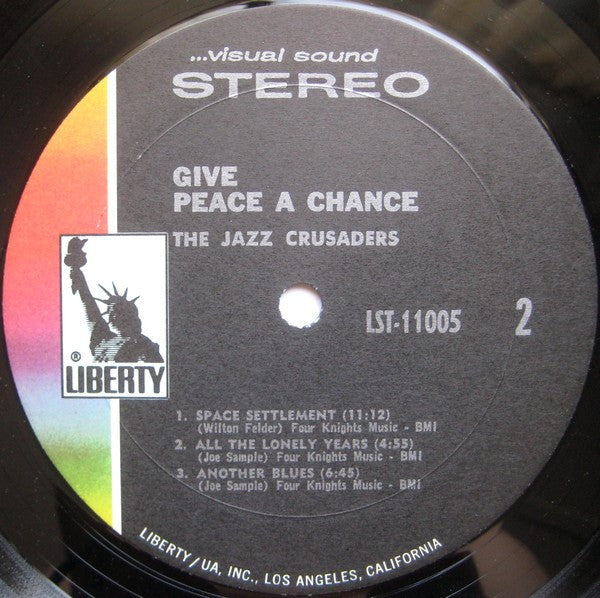 ...visual sound
STEREO
GIVE
PEACE A CHANCE
THE JAZZ CRUSADERS
LST-11005 2
® LIBERTY
1. SPACE SETTLEMENT (11:12)
(Wilton Felder) Four Knights Music - BMI
2. ALL THE LONELY YEARS (4:55)
(Joe Sample) Four Knights Music - BMI
3. ANOTHER BLUES (6:45)
(Joe Sample) Four Knights Music - BMI
LIBERTY/UA, INC., LOS ANGELES, CALIFORNIA